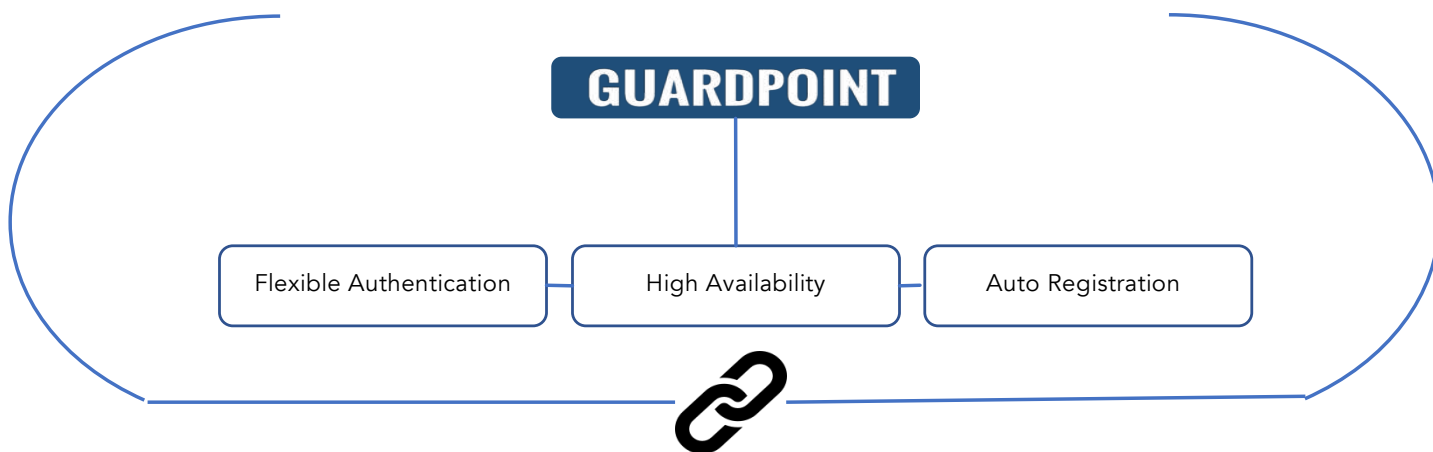 GUARDPOINT
Flexible Authentication
High Availability
Auto Registration